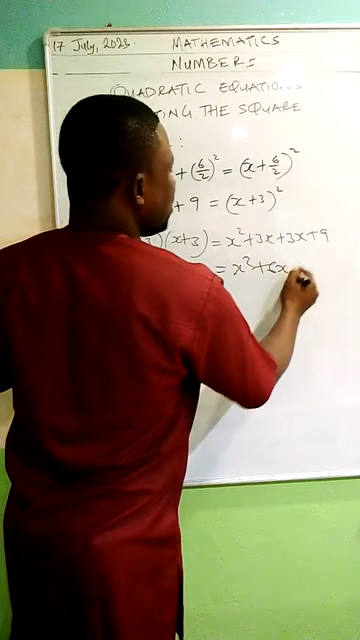 17 July, 2023. MATHEMATICS
NUMBERS
QUADRATIC EQUATIONS
THE SQUARE
:
+ (6/2)² = (x + 6/2)²
+ 9 = (x + 3)²
3) (x+3) = x² + 3x + 3x + 9
= x² + 6x